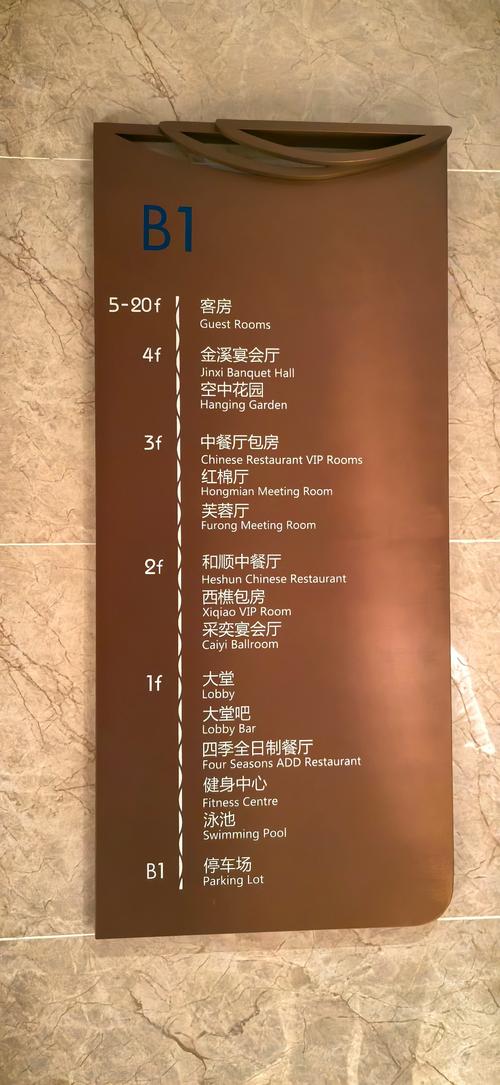 B1
5-20f
客房
Guest Rooms
4f
金溪宴会厅
Jinxi Banquet Hall
空中花园
Hanging Garden
3f
中餐厅包房
Chinese Restaurant VIP Rooms
红棉厅
Hongmian Meeting Room
芙蓉厅
Furong Meeting Room
2f
和顺中餐厅
Heshun Chinese Restaurant
西樵包房
Xiqiao VIP Room
采奕宴会厅
Caiyi Ballroom
1f
大堂
Lobby
大堂吧
Lobby Bar
四季全日制餐厅
Four Seasons ADD Restaurant
健身中心
Fitness Centre
泳池
Swimming Pool
B1
停车场
Parking Lot